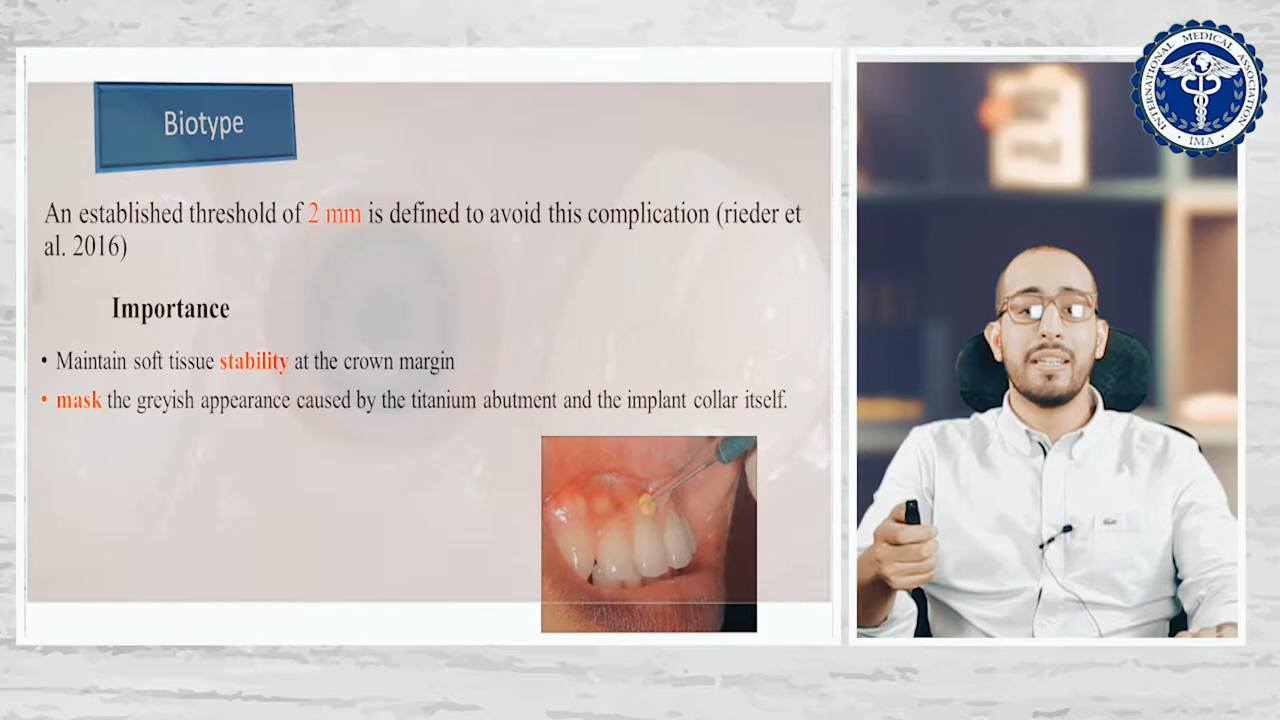 Biotype
An established threshold of 2 mm is defined to avoid this complication (rieder et
al. 2016)
Importance
• Maintain soft tissue stability at the crown margin
• mask the greyish appearance caused by the titanium abutment and the implant collar itself.
INTERNATIONAL MEDICAL ASSOCIATION
IMA